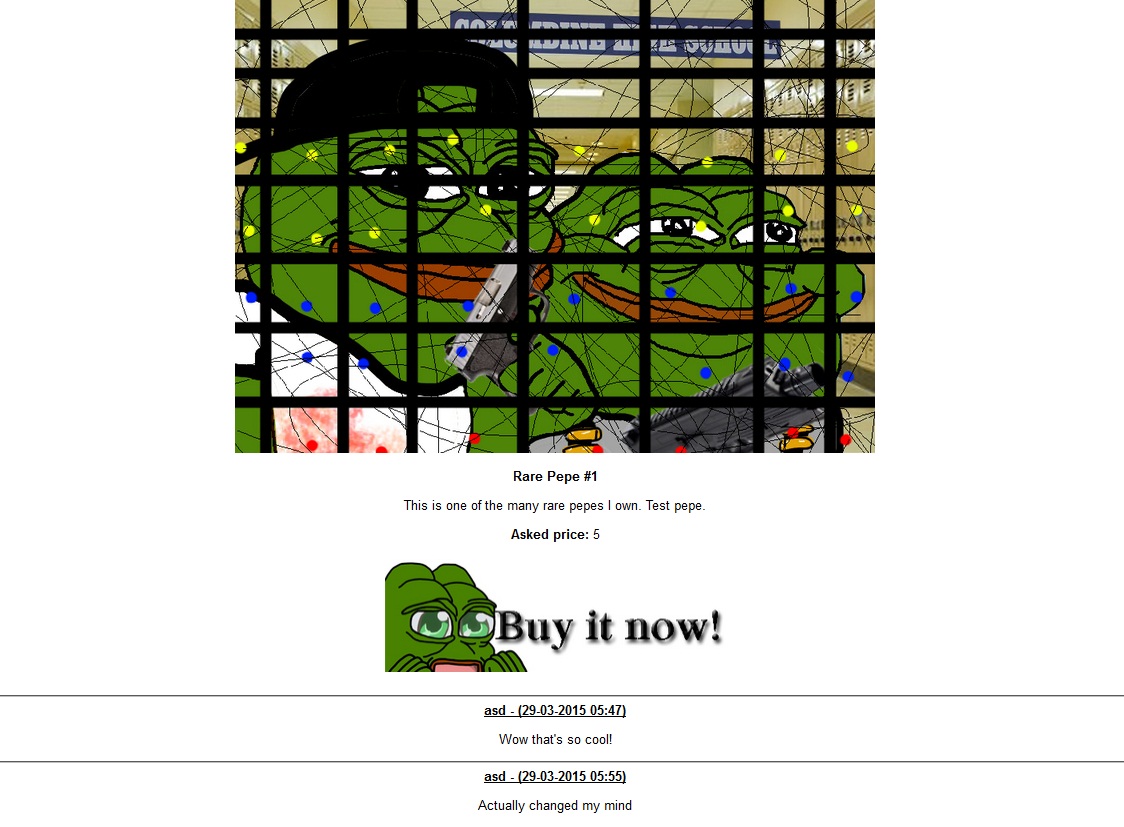 COLUMBINE HIGH SCHOOL
Rare Pepe #1
This is one of the many rare pepes I own. Test pepe.
Asked price: 5
Buy it now!
asd - (29-03-2015 05:47)
Wow that's so cool!
asd - (29-03-2015 05:55)
Actually changed my mind